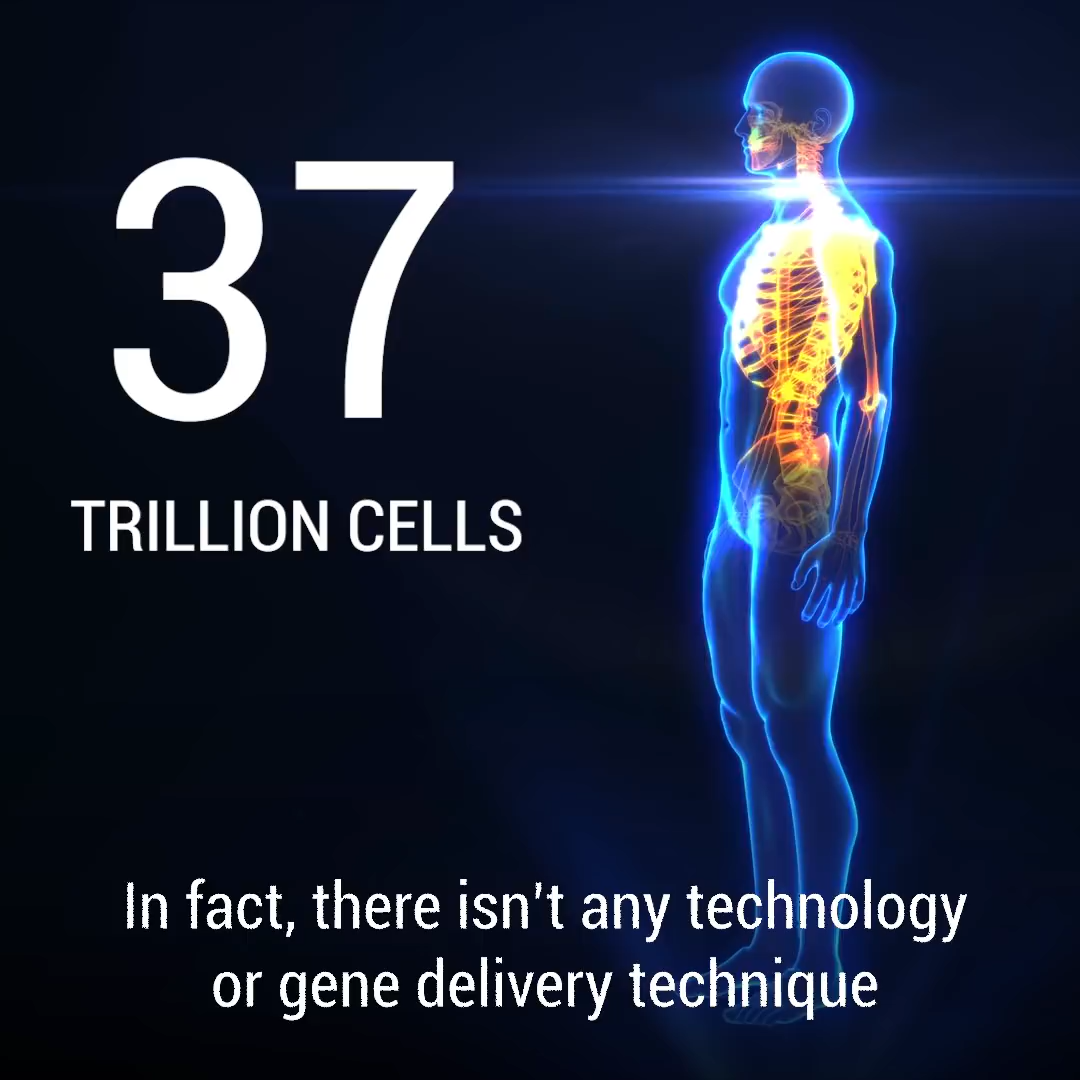 37
TRILLION CELLS
In fact, there isn't any technology
or gene delivery technique